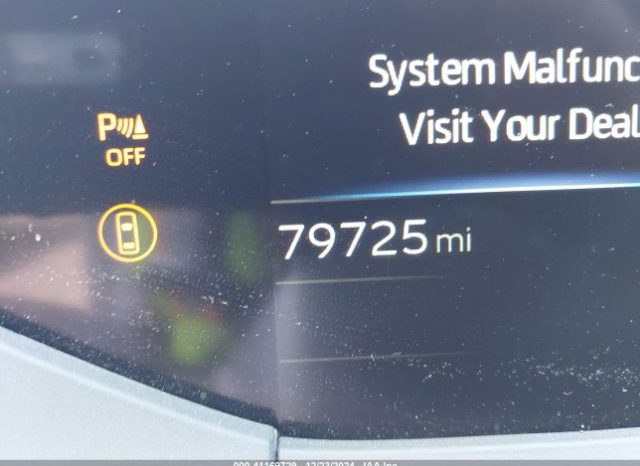 System Malfunc
Visit Your Deal
P
OFF
79725 mi